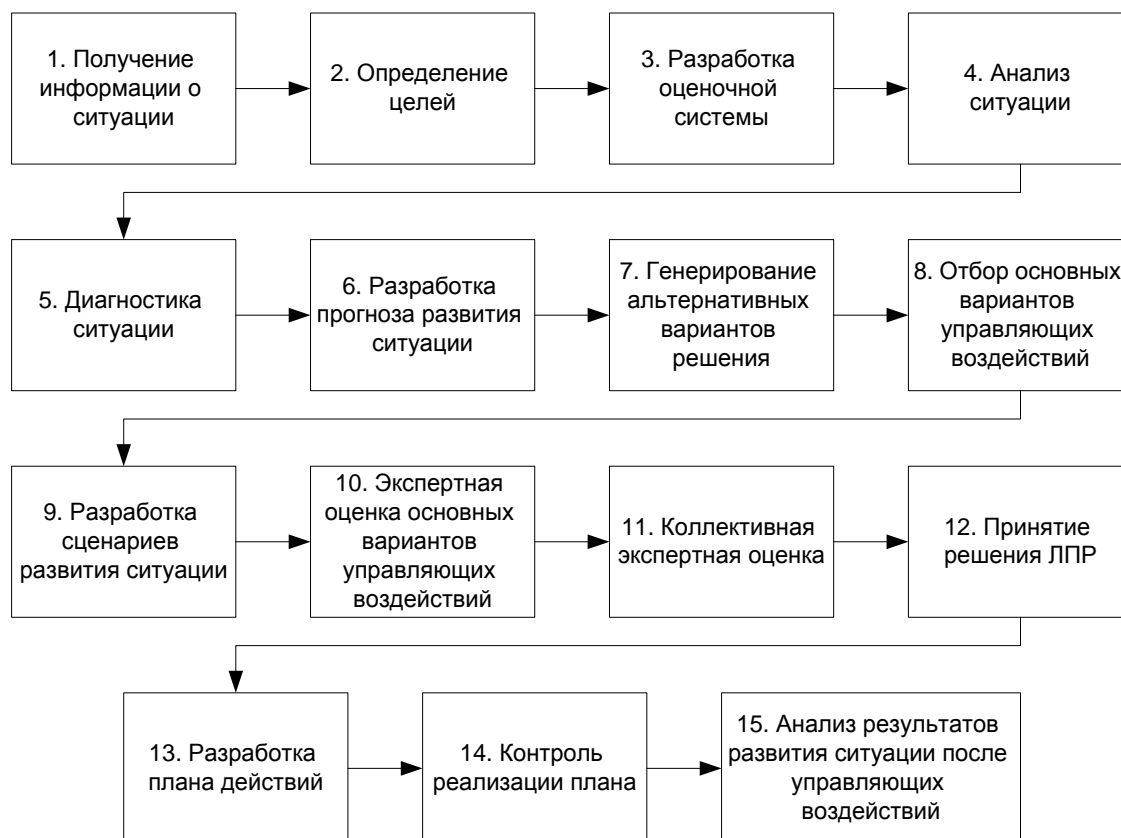 1. Получение
информации о
ситуации
2. Определение
целей
3. Разработка
оценочной
системы
4. Анализ
ситуации
5. Диагностика
ситуации
6. Разработка
прогноза развития
ситуации
7. Генерирование
альтернативных
вариантов
решения
8. Отбор основных
вариантов
управляющих
воздействий
9. Разработка
сценариев
развития ситуации
10. Экспертная
оценка основных
вариантов
управляющих
воздействий
11. Коллективная
экспертная оценка
12. Принятие
решения ЛПР
13. Разработка
плана действий
14. Контроль
реализации плана
15. Анализ результатов
развития ситуации после
управляющих
воздействий